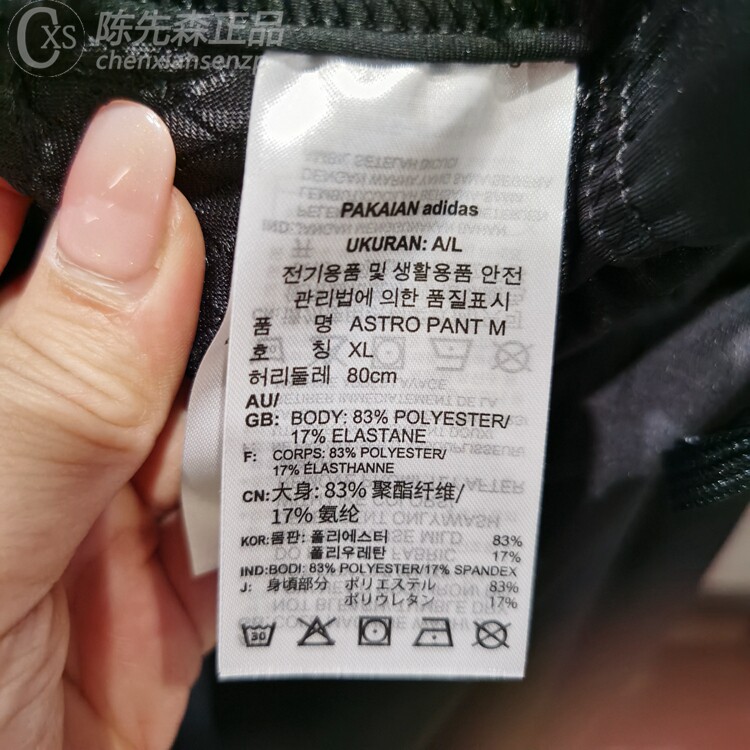 CXS 陈先森正品
chenxiansenzp
PAKAIAN adidas
UKURAN: A/L
전기용품 및 생활용품 안전
관리법에 의한 품질표시
품 명 ASTRO PANT M
호 칭 XL
허리둘레 80cm
AU/
GB: BODY: 83% POLYESTER/
17% ELASTANE
F: CORPS: 83% POLYESTER/
17% ÉLASTHANNE
CN: 大身: 83% 聚酯纤维/
17% 氨纶
KOR: 몸판: 폴리에스터 83%
폴리우레탄 17%
IND: BODI: 83% POLYESTER/17% SPANDEX
J: 身頃部分 ポリエステル 83%
ポリウレタン 17%
30